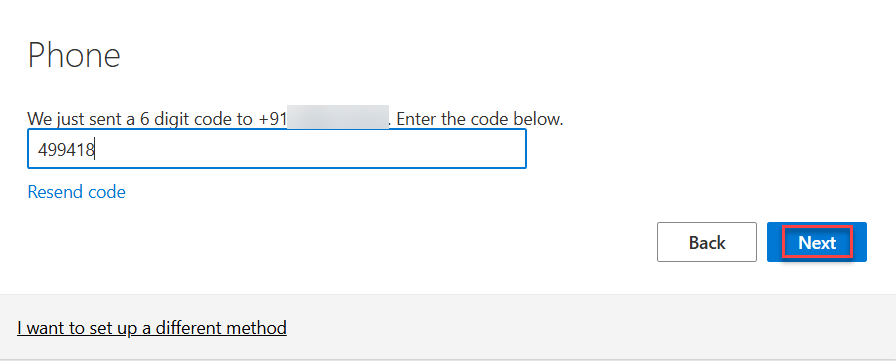 Phone
We just sent a 6 digit code to +91 . Enter the code below.
499418
Resend code
Back
Next
I want to set up a different method